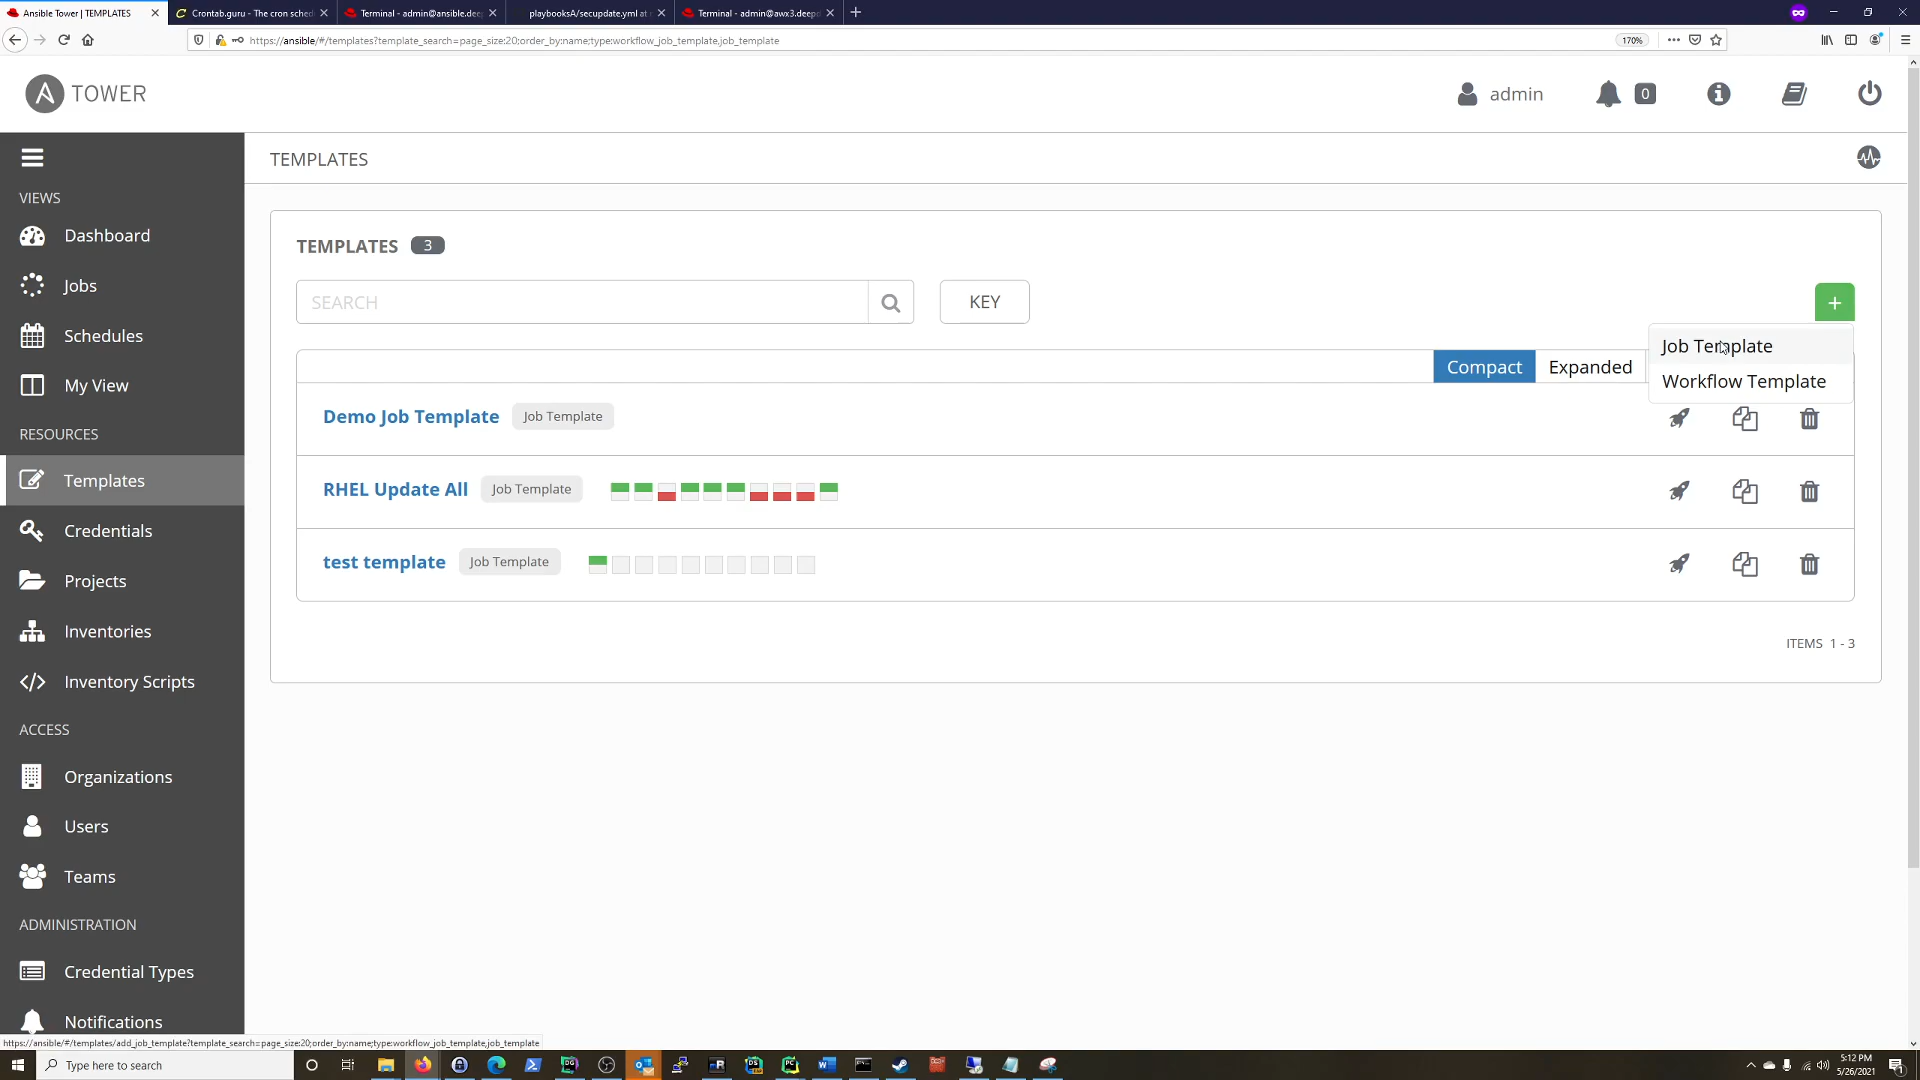 Ansible Tower | TEMPLATES
Crontab.guru - The cron sched
Terminal - admin@ansible.dee
playbooksA/secupdate.yml at
Terminal - admin@awx3.deep
https://ansible/#/templates?template_search=page_size:20;order_by:name;type:workflow_job_template,job_template
170%
TOWER
admin
0
VIEWS
Dashboard
Jobs
Schedules
My View
RESOURCES
Templates
Credentials
Projects
Inventories
Inventory Scripts
ACCESS
Organizations
Users
Teams
ADMINISTRATION
Credential Types
Notifications
TEMPLATES
TEMPLATES 3
SEARCH
KEY
+
Job Template
Workflow Template
Compact Expanded
Demo Job Template Job Template
RHEL Update All Job Template
test template Job Template
ITEMS 1 - 3
https://ansible/#/templates/add_job_template?template_search=page_size:20;order_by:name;type:workflow_job_template,job_template
Type here to search
5:12 PM
5/26/2021